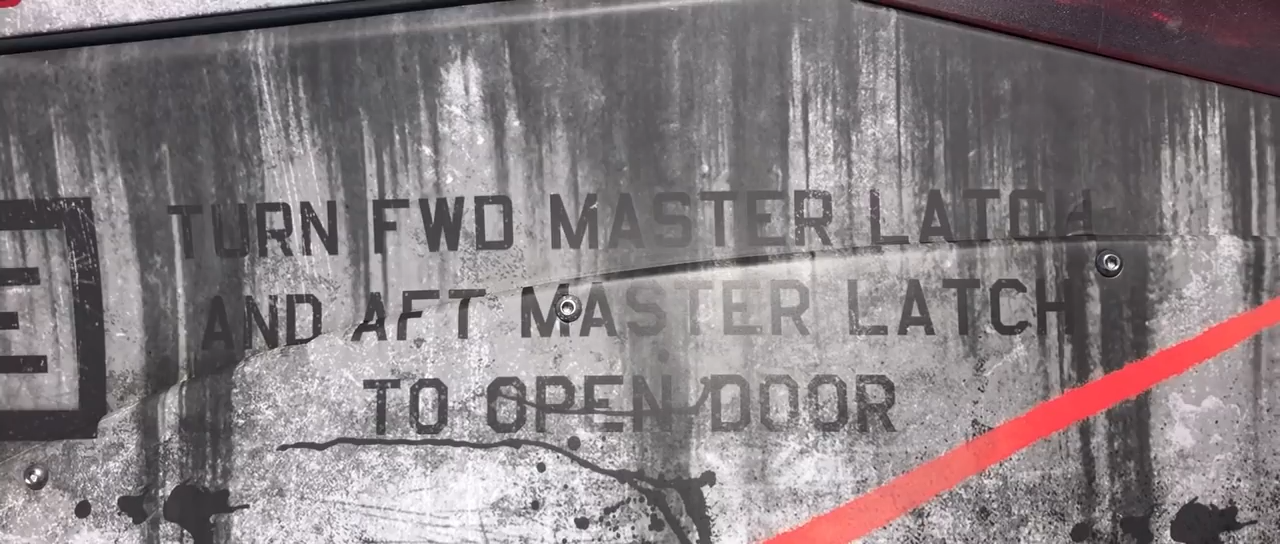 TURN FWD MASTER LATCH
AND AFT MASTER LATCH
TO OPEN DOOR
E